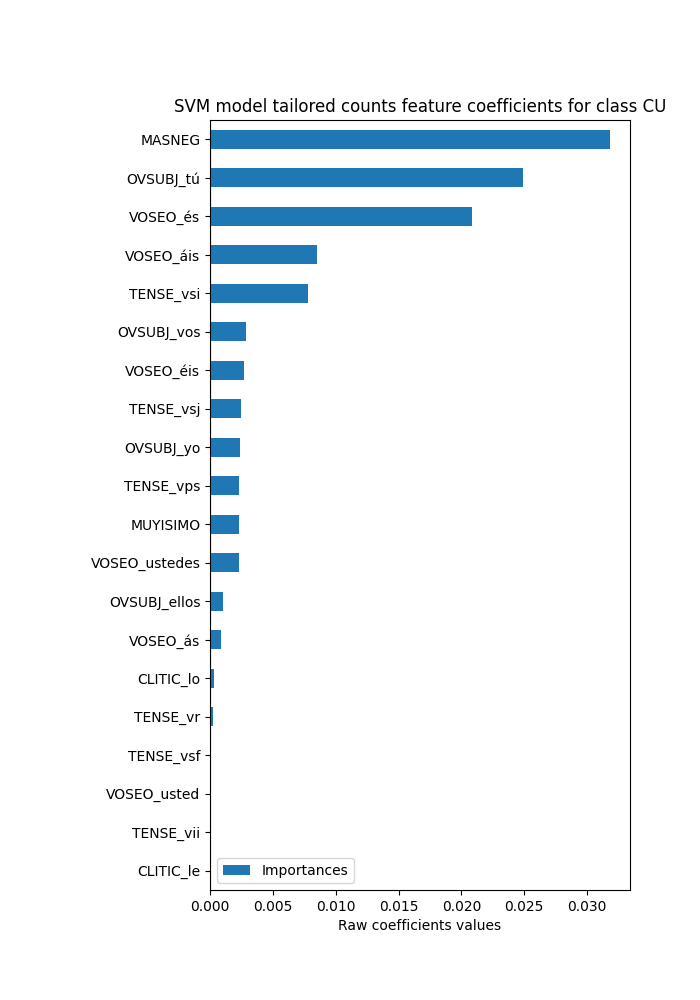 SVM model tailored counts feature coefficients for class CU
MASNEG
OVSUBJ_tú
VOSEO_és
VOSEO_áis
TENSE_vsi
OVSUBJ_vos
VOSEO_éis
TENSE_vsj
OVSUBJ_yo
TENSE_vps
MUYISIMO
VOSEO_ustedes
OVSUBJ_ellos
VOSEO_ás
CLITIC_lo
TENSE_vr
TENSE_vsf
VOSEO_usted
TENSE_vii
CLITIC_le
Importances
0.000 0.005 0.010 0.015 0.020 0.025 0.030
Raw coefficients values